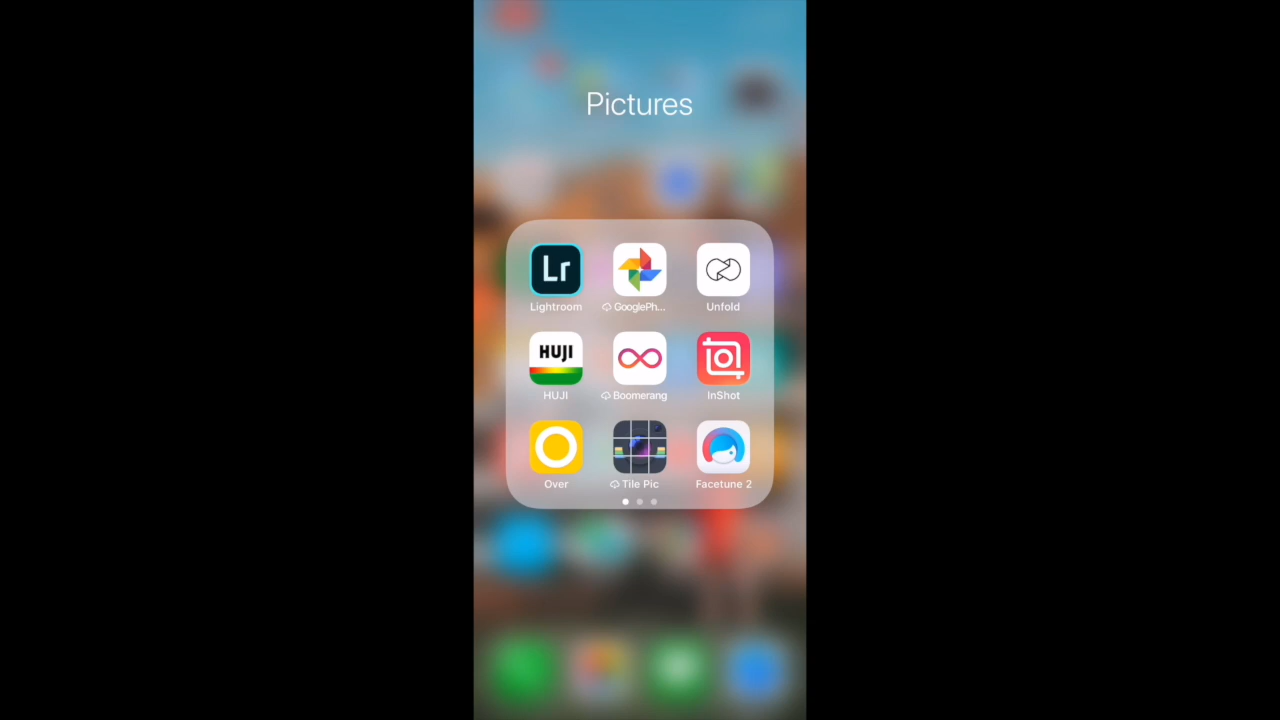 Pictures
Lr
Lightroom
GooglePh...
Unfold
HUJI
HUJI
Boomerang
InShot
Over
Tile Pic
Facetune 2